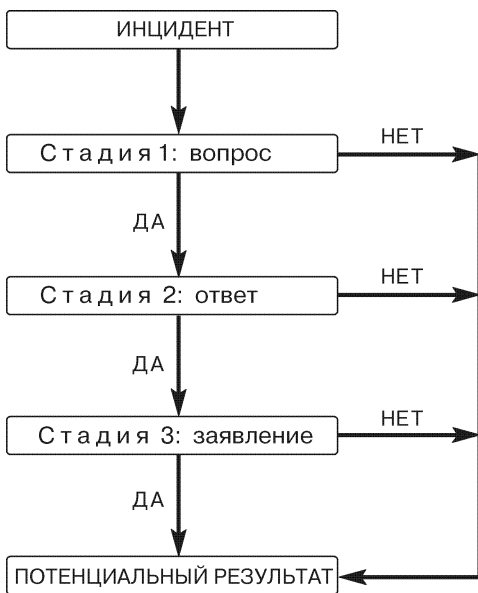 ИНЦИДЕНТ
Стадия 1: вопрос
НЕТ
ДА
Стадия 2: ответ
НЕТ
ДА
Стадия 3: заявление
НЕТ
ДА
ПОТЕНЦИАЛЬНЫЙ РЕЗУЛЬТАТ